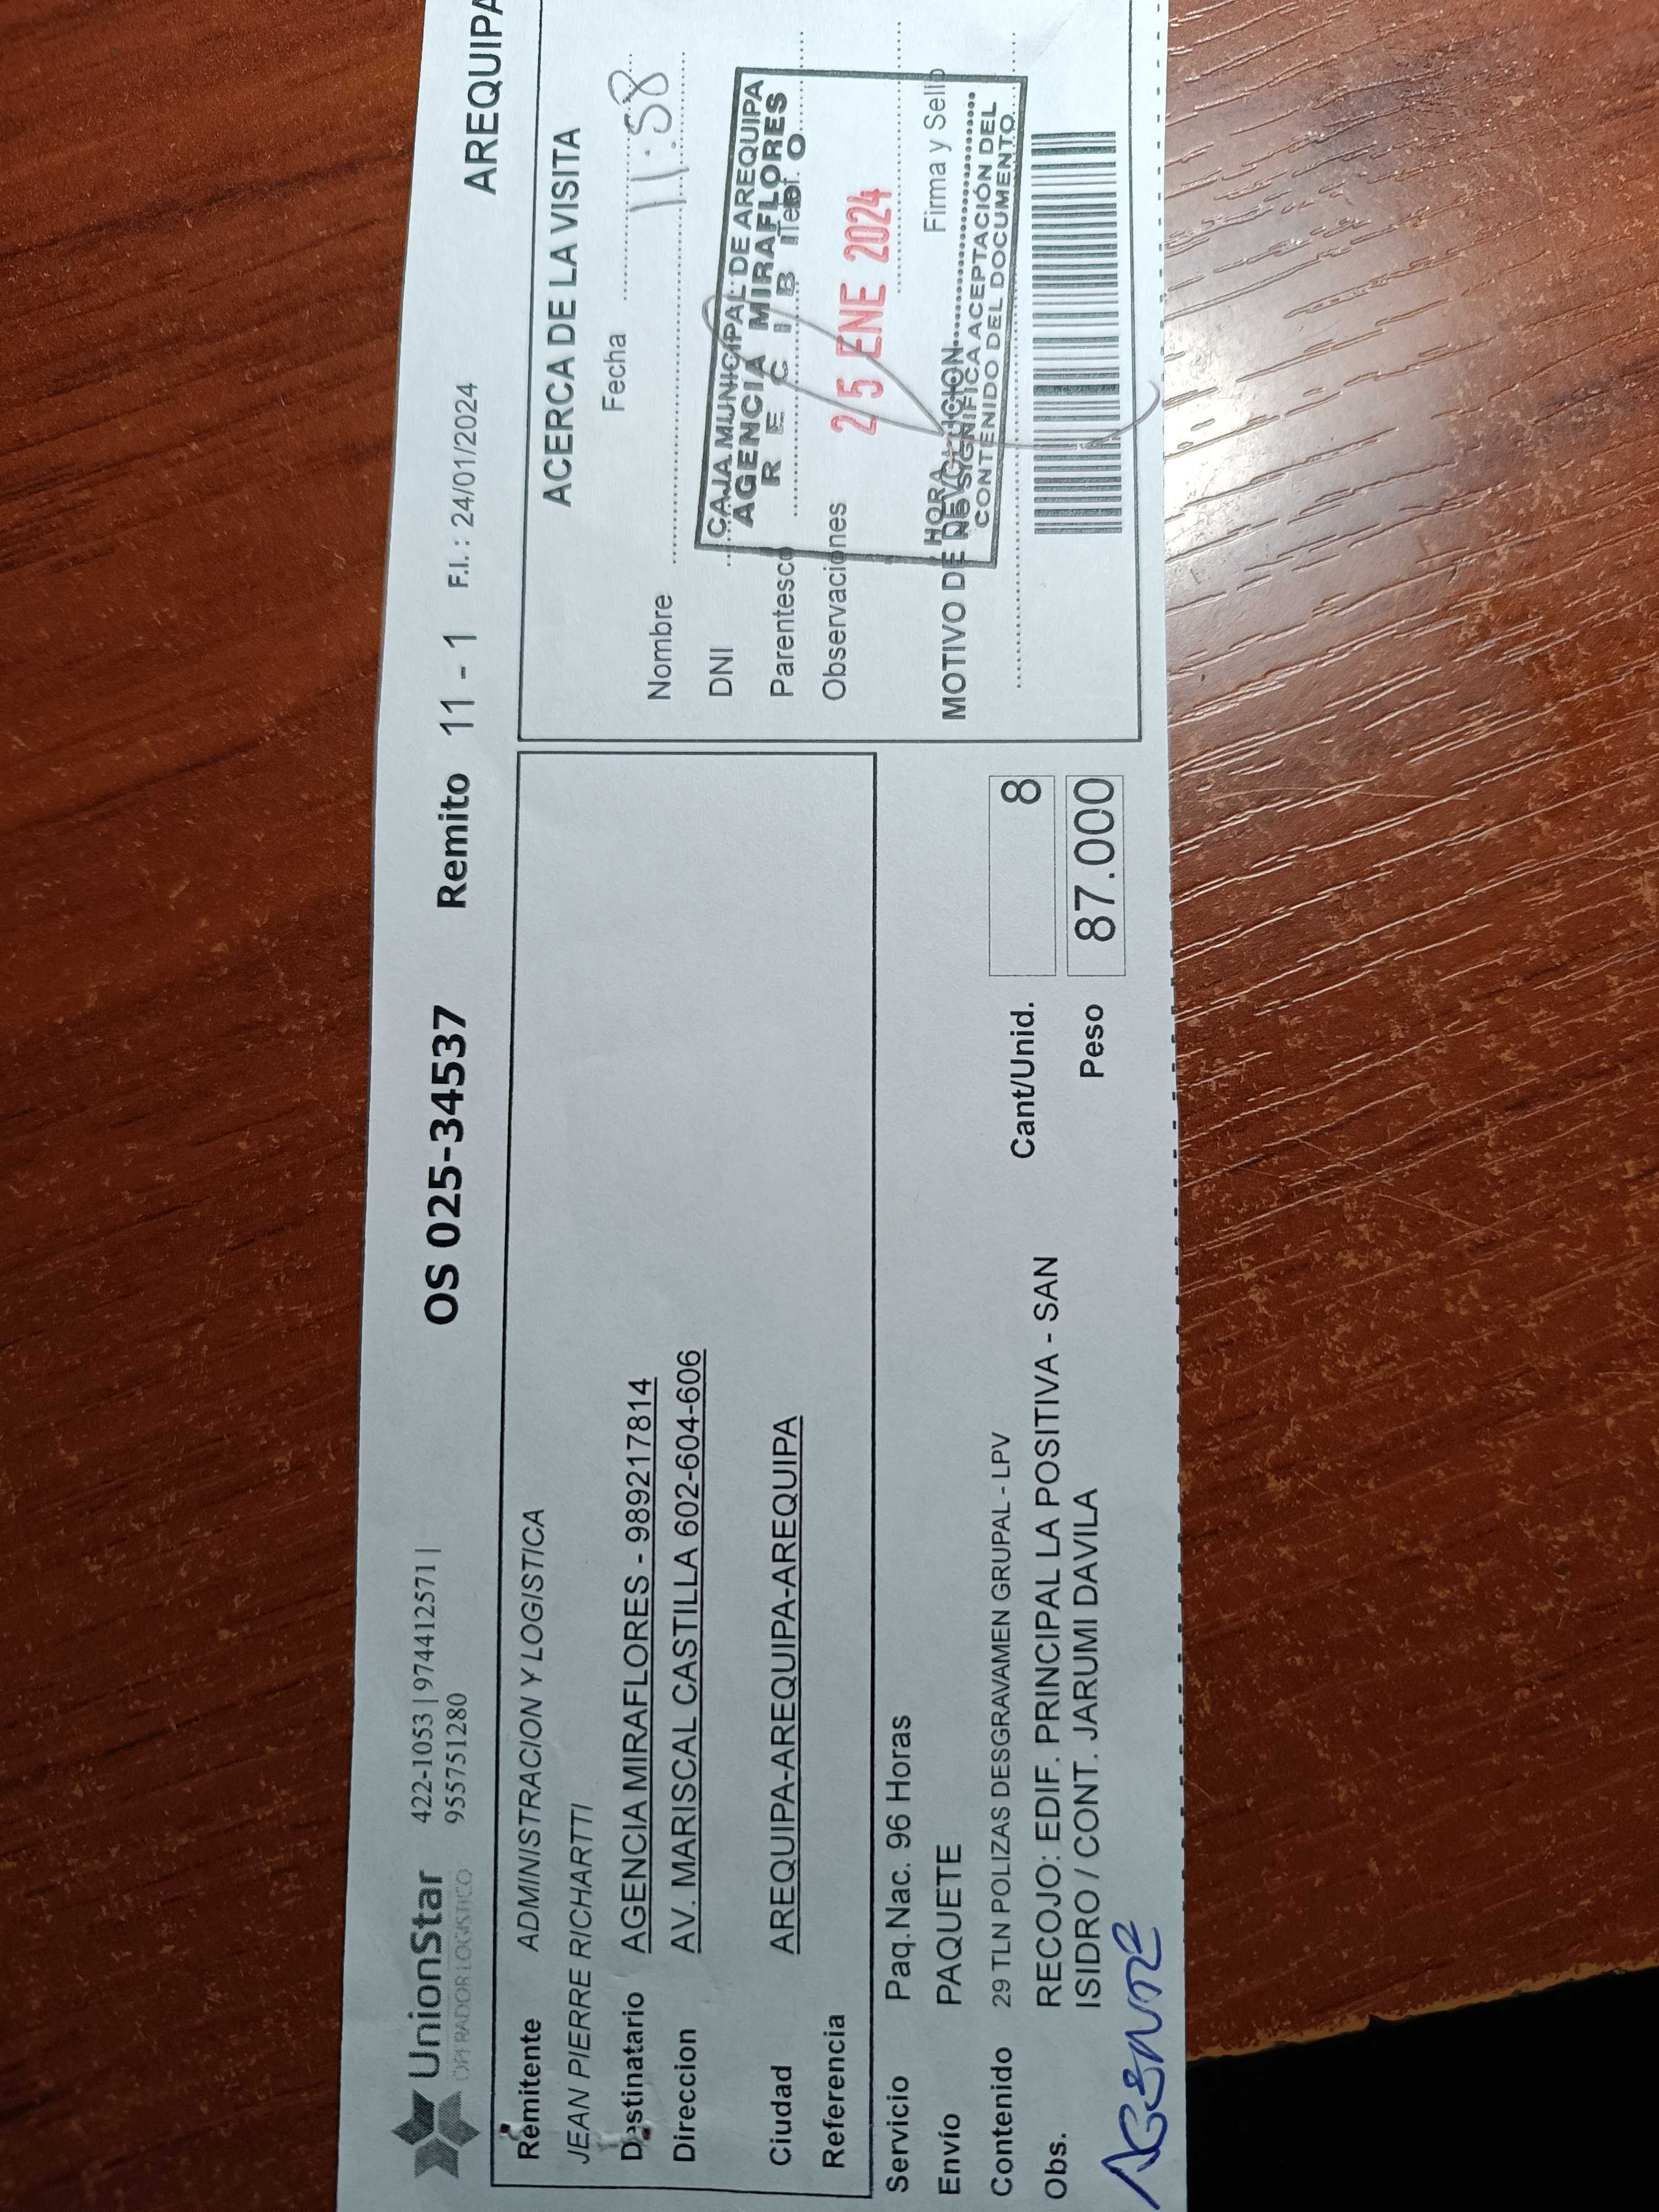 UnionStar
OPERADOR LOGISTICO
422-1053 | 974412571 |
955751280
OS 025-34537
Remito 11 - 1 F.I.: 24/01/2024
AREQUIPA
Remitente ADMINISTRACION Y LOGISTICA
JEAN PIERRE RICHARTTI
Destinatario AGENCIA MIRAFLORES - 989217814
Direccion AV. MARISCAL CASTILLA 602-604-606
Ciudad AREQUIPA-AREQUIPA-AREQUIPA
Referencia
Servicio Paq.Nac. 96 Horas
Envío PAQUETE
Contenido 29 TLN POLIZAS DESGRAVAMEN GRUPAL - LPV
Obs. RECOJO: EDIF. PRINCIPAL LA POSITIVA - SAN
ISIDRO / CONT. JARUMI DAVILA
Cant/Unid. 8
Peso 87.000
AGENTE
ACERCA DE LA VISITA
Fecha
11:58
Nombre
DNI
Parentesco
Telf.
Observaciones
Firma y Sello
MOTIVO DE DEVOLUCION
CAJA MUNICIPAL DE AREQUIPA
AGENCIA MIRAFLORES
RECIBIDO
25 ENE 2024
HORA
NO SIGNIFICA ACEPTACIÓN DEL
CONTENIDO DEL DOCUMENTO